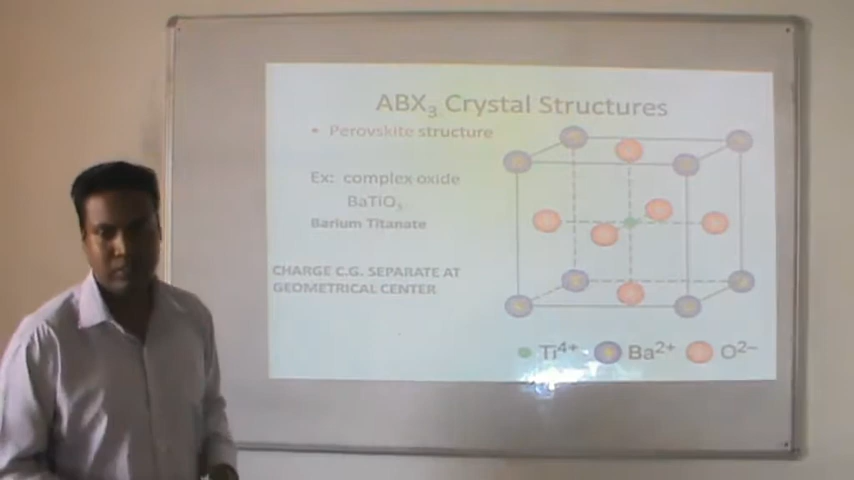 ABX₃ Crystal Structures
• Perovskite structure
Ex: complex oxide
BaTiO₃
Barium Titanate
CHARGE C.G. SEPARATE AT
GEOMETRICAL CENTER
Ti⁴⁺ Ba²⁺ O²⁻